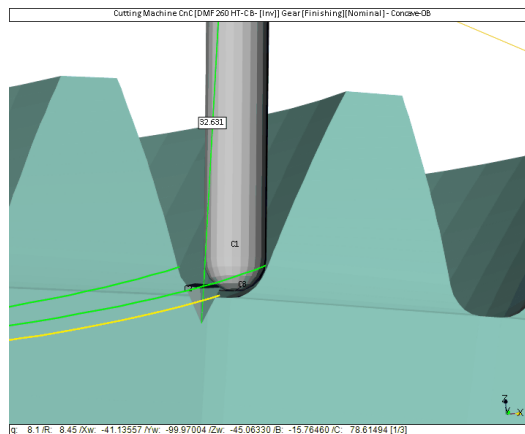 Cutting Machine CnC [DMF 260 HT-CB- [Inv]] Gear [Finishing][Nominal] - Concave-OB
32.631
C1
CB
Z
Y X
g: 8.1 /R: 8.45 /Xw: -41.13557 /Yw: -99.97004 /Zw: -45.06330 /B: -15.76460 /C: 78.61494 [1/3]